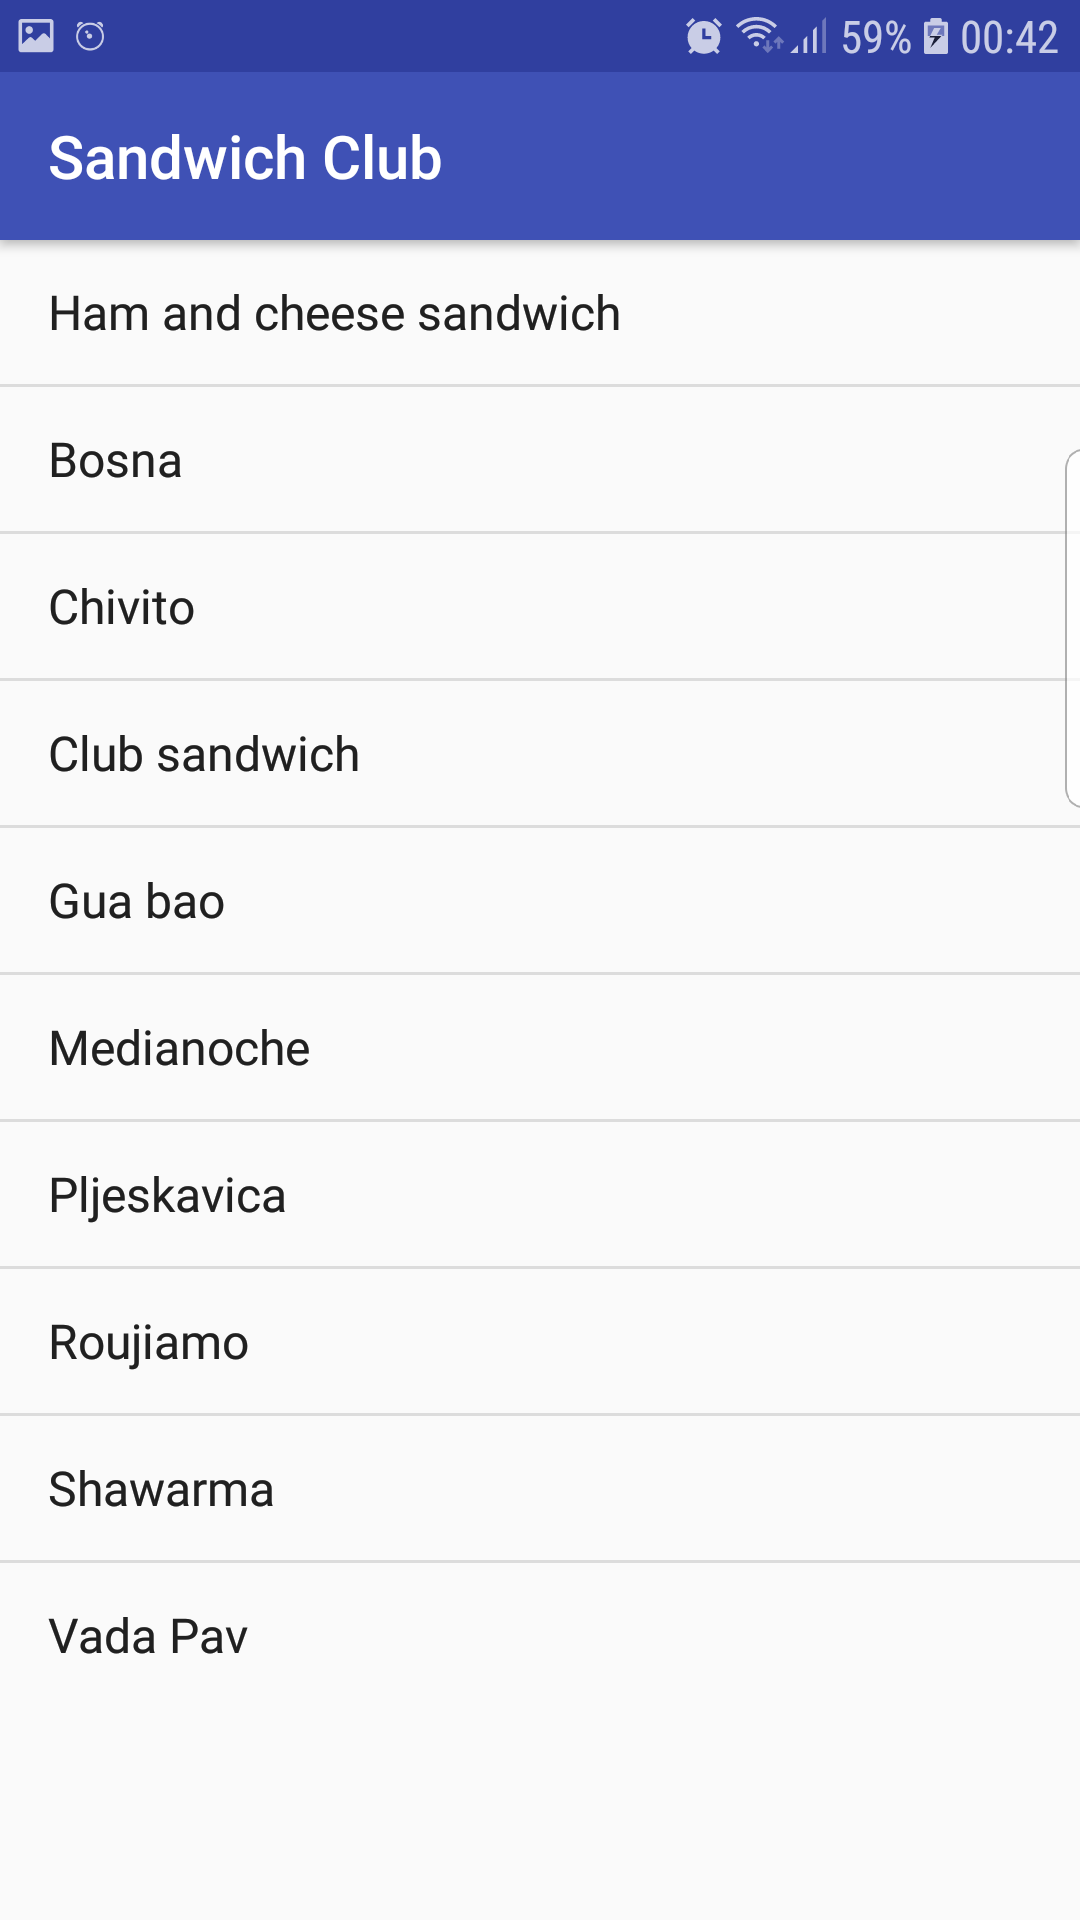 59% 00:42
Sandwich Club
Ham and cheese sandwich
Bosna
Chivito
Club sandwich
Gua bao
Medianoche
Pljeskavica
Roujiamo
Shawarma
Vada Pav